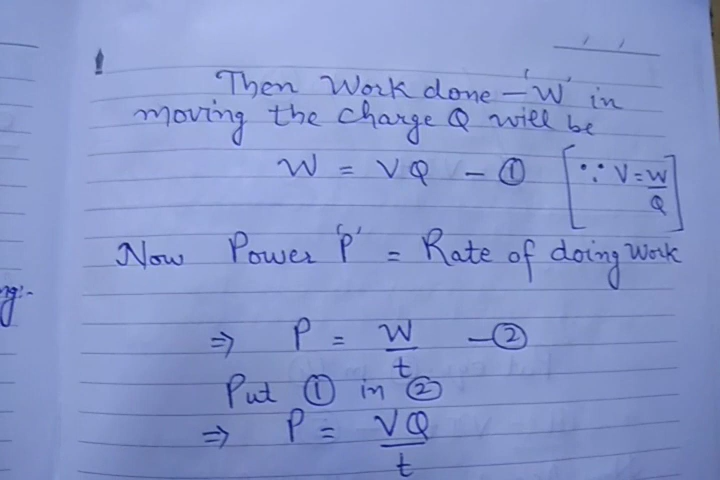 Then Work done – 'W' in
moving the charge Q will be
W = VQ – ① [∵ V = W/Q]
Now Power 'P' = Rate of doing work
ng:-
⇒ P = W/t – ②
Put ① in ②
⇒ P = VQ/t